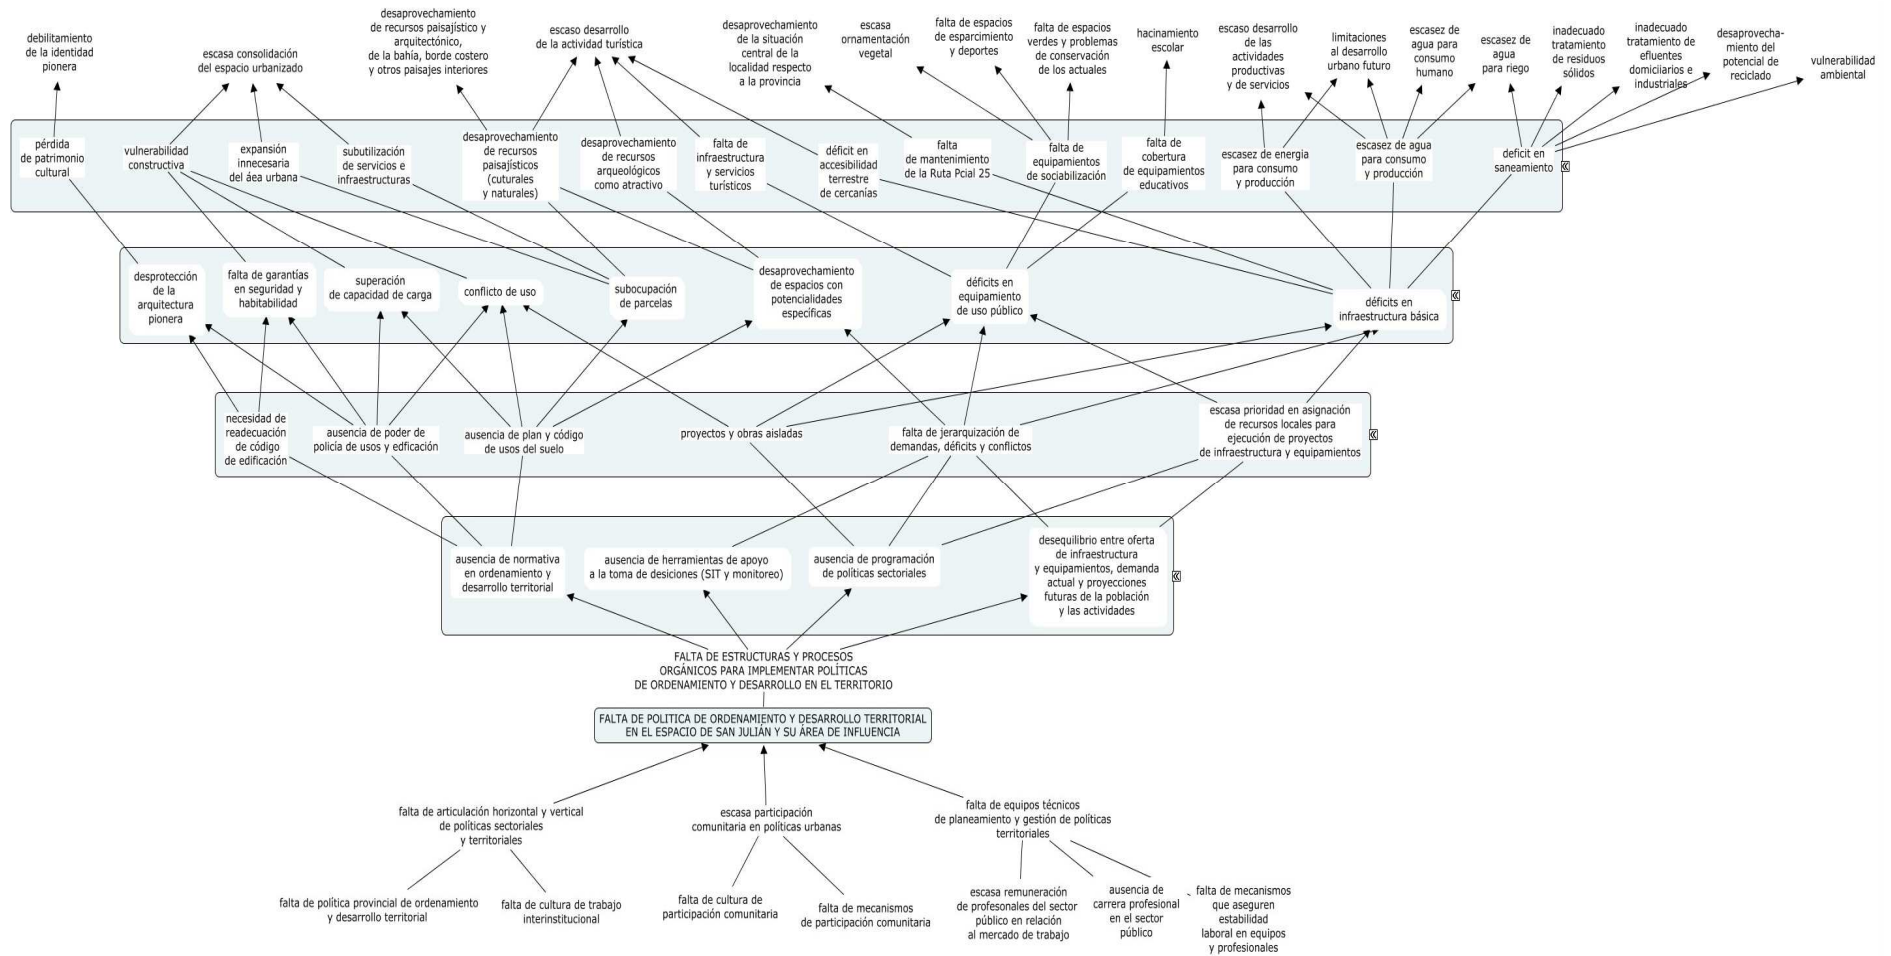 debilitamiento
de la identidad
pionera
escasa consolidación
del espacio urbanizado
desaprovechamiento
de recursos paisajístico y
arquitectónico,
de la bahía, borde costero
y otros paisajes interiores
escaso desarrollo
de la actividad turística
desaprovechamiento
de la situación
central de la
localidad respecto
a la provincia
escasa
ornamentación
vegetal
falta de espacios
de esparcimiento
y deportes
falta de espacios
verdes y problemas
de conservación
de los actuales
hacinamiento
escolar
escaso desarrollo
de las
actividades
productivas
y de servicios
limitaciones
al desarrollo
urbano futuro
escasez de
agua para
consumo
humano
escasez de
agua
para riego
inadecuado
tratamiento
de residuos
sólidos
inadecuado
tratamiento de
efluentes
domiciiarios e
industriales
desaprovecha-
miento del
potencial de
reciclado
vulnerabilidad
ambiental
pérdida
de patrimonio
cultural
vulnerabilidad
constructiva
expansión
innecesaria
del áea urbana
subutilización
de servicios e
infraestructuras
desaprovechamiento
de recursos
paisajísticos
(cuturales
y naturales)
desaprovechamiento
de recursos
arqueológicos
como atractivo
falta de
infraestructura
y servicios
turísticos
déficit en
accesibilidad
terrestre
de cercanías
falta
de mantenimiento
de la Ruta Pcial 25
falta de
equipamientos
de sociabilización
falta de
cobertura
de equipamientos
educativos
escasez de energía
para consumo
y producción
escasez de agua
para consumo
y producción
deficit en
saneamiento
desprotección
de la
arquitectura
pionera
falta de garantías
en seguridad y
habitabilidad
superación
de capacidad de carga
conflicto de uso
subocupación
de parcelas
desaprovechamiento
de espacios con
potencialidades
específicas
déficits en
equipamiento
de uso público
déficits en
infraestructura básica
necesidad de
readecuación
de código
de edificación
ausencia de poder de
policía de usos y edficación
ausencia de plan y código
de usos del suelo
proyectos y obras aisladas
falta de jerarquización de
demandas, déficits y conflictos
escasa prioridad en asignación
de recursos locales para
ejecución de proyectos
de infraestructura y equipamientos
ausencia de normativa
en ordenamiento y
desarrollo territorial
ausencia de herramientas de apoyo
a la toma de desiciones (SIT y monitoreo)
ausencia de programación
de políticas sectoriales
desequilibrio entre oferta
de infraestructura
y equipamientos, demanda
actual y proyecciones
futuras de la población
y las actividades
FALTA DE ESTRUCTURAS Y PROCESOS
ORGÁNICOS PARA IMPLEMENTAR POLÍTICAS
DE ORDENAMIENTO Y DESARROLLO EN EL TERRITORIO
FALTA DE POLITICA DE ORDENAMIENTO Y DESARROLLO TERRITORIAL
EN EL ESPACIO DE SAN JULIÁN Y SU ÁREA DE INFLUENCIA
falta de articulación horizontal y vertical
de políticas sectoriales
y territoriales
escasa participación
comunitaria en políticas urbanas
falta de equipos técnicos
de planeamiento y gestión de políticas
territoriales
falta de política provincial de ordenamiento
y desarrollo territorial
falta de cultura de trabajo
interinstitucional
falta de cultura de
participación comunitaria
falta de mecanismos
de participación comunitaria
escasa remuneración
de profesonales del sector
público en relación
al mercado de trabajo
ausencia de
carrera profesional
en el sector
público
falta de mecanismos
que aseguren
estabilidad
laboral en equipos
y profesionales